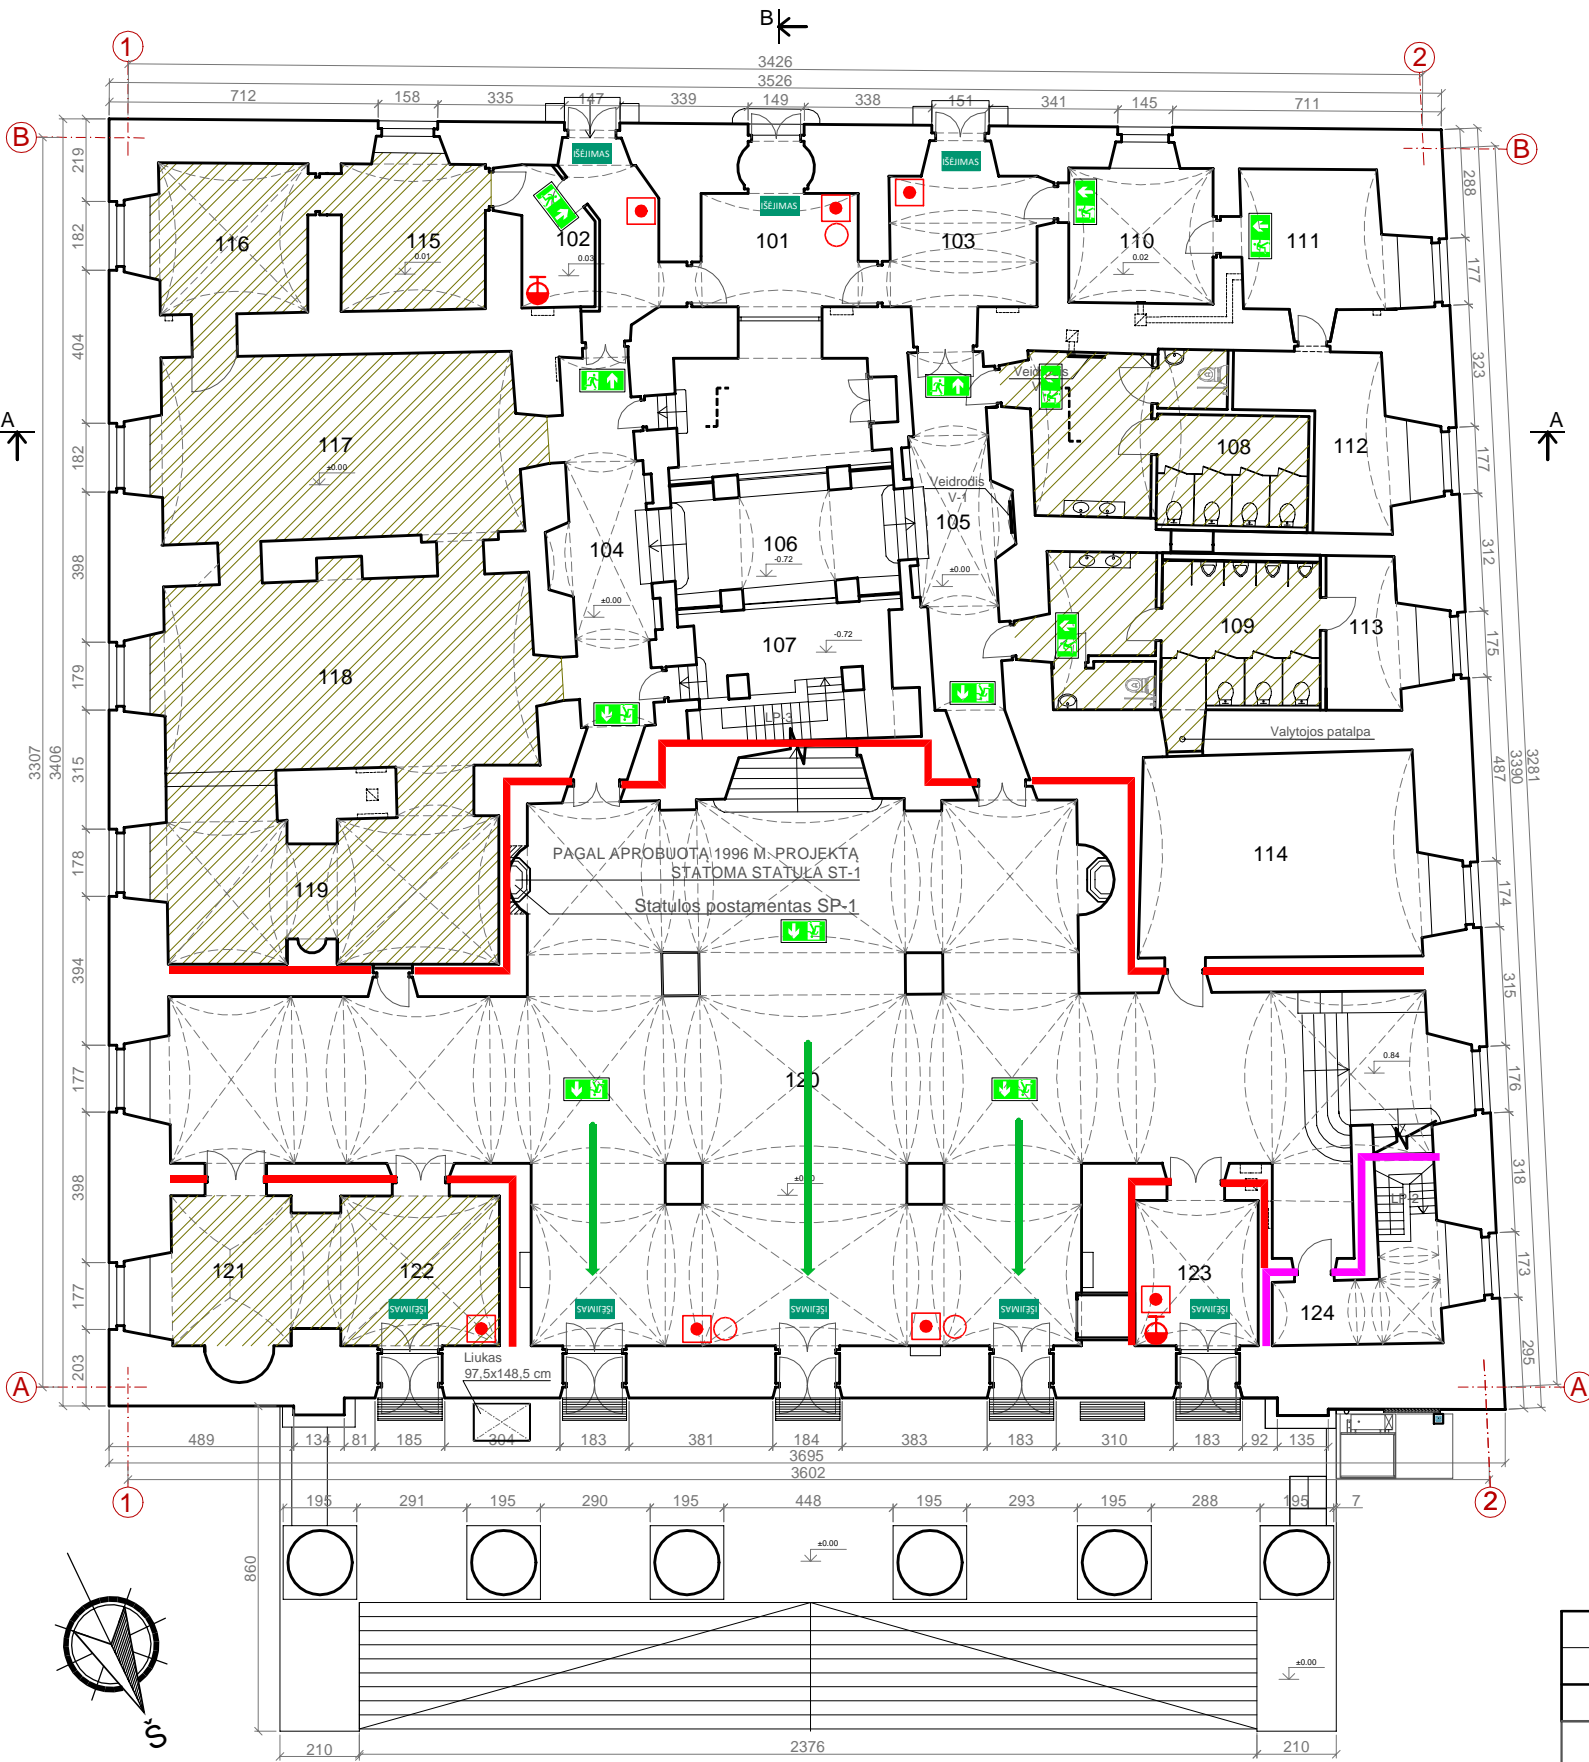 B
1
2
3426
3526
712 158 335 147 339 149 338 151 341 145 711
B
B
IŠĖJIMAS
IŠĖJIMAS
IŠĖJIMAS
219
182
404
182
398
179
315
178
394
177
398
177
203
3307
3406
288
177
323
177
312
175
487
3390
3281
174
315
176
318
173
295
116
115
0.01
102
0.03
101
103
110
0.02
111
A
A
117
±0.00
Veidrodis
108
112
Veidrodis
V-1
105
±0.00
104
±0.00
106
-0.72
107
-0.72
109
113
118
LP-3
Valytojos patalpa
114
PAGAL APROBUOTĄ 1996 M. PROJEKTĄ
STATOMA STATULA ST-1
Statulos postamentas SP-1
119
120
0.84
121
122
123
124
IŠĖJIMAS
IŠĖJIMAS
IŠĖJIMAS
IŠĖJIMAS
IŠĖJIMAS
Liukas
97,5x148,5 cm
A
A
489 134 81 185 304 183 381 184 383 183 310 183 92 135
3695
3602
1
2
195 291 195 290 195 448 195 293 195 288 195 7
±0.00
860
±0.00
Š
210 2376 210